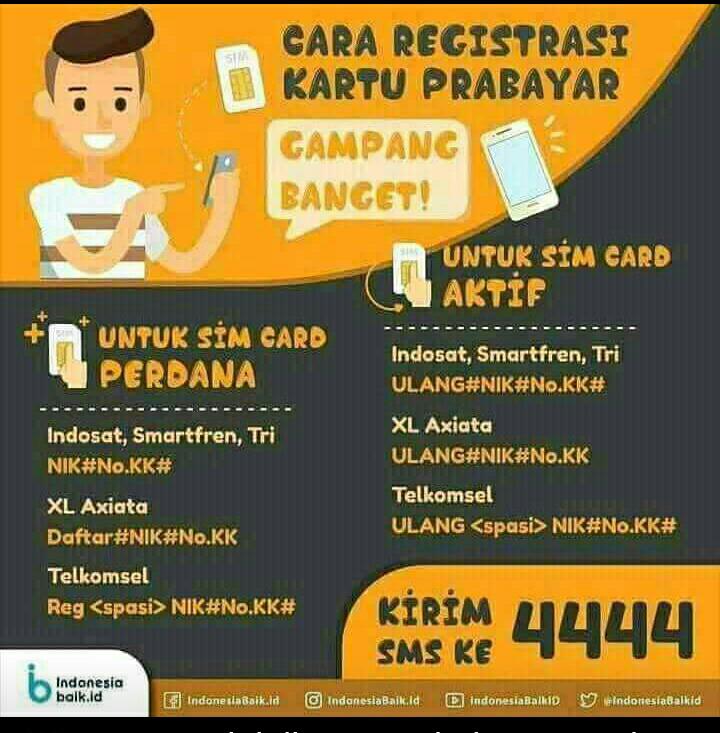 SIM
CARA REGISTRASI
KARTU PRABAYAR
GAMPANG
BANGET!
SIM
UNTUK SIM CARD
AKTIF
Indosat, Smartfren, Tri
ULANG#NIK#No.KK#
XL Axiata
ULANG#NIK#No.KK
Telkomsel
ULANG <spasi> NIK#No.KK#
SIM
UNTUK SIM CARD
PERDANA
Indosat, Smartfren, Tri
NIK#No.KK#
XL Axiata
Daftar#NIK#No.KK
Telkomsel
Reg <spasi> NIK#No.KK#
KIRIM
SMS KE
4444
Indonesia
baik.id
IndonesiaBaik.id
IndonesiaBaik.Id
IndonesiaBaikID
@IndonesiaBaikid